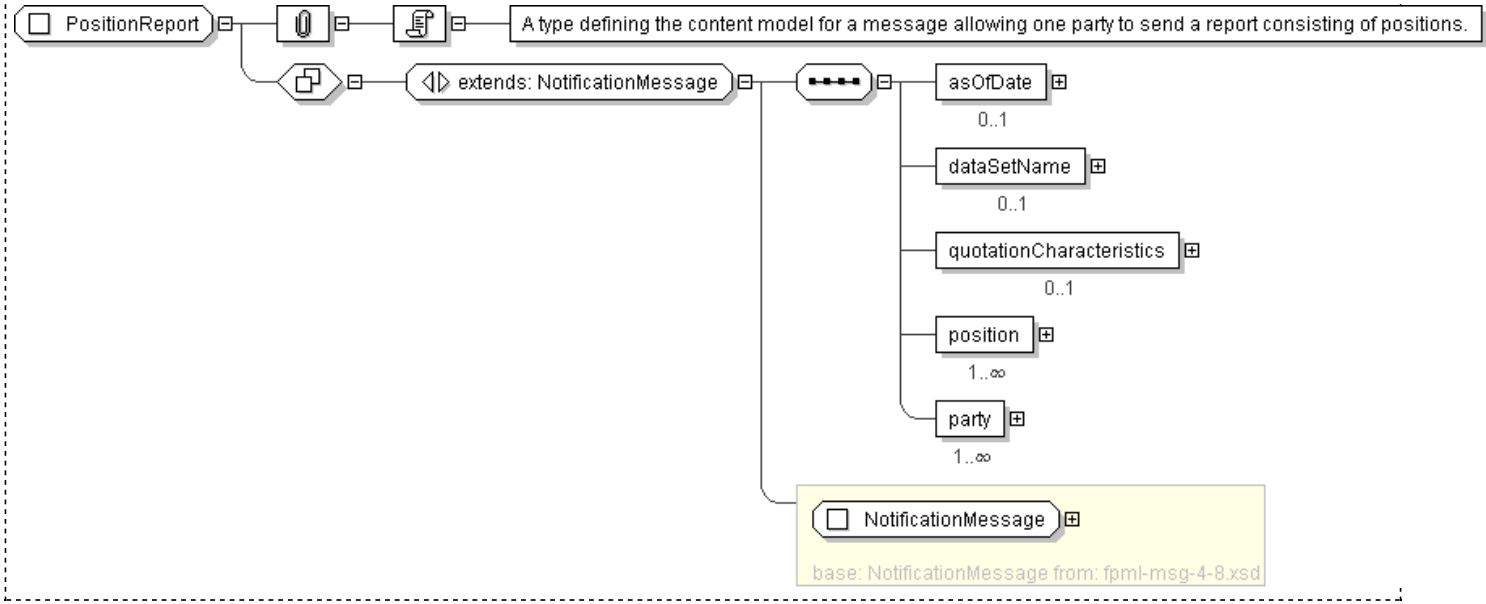 PositionReport
A type defining the content model for a message allowing one party to send a report consisting of positions.
extends: NotificationMessage
asOfDate
0..1
dataSetName
0..1
quotationCharacteristics
0..1
position
1..∞
party
1..∞
NotificationMessage
base: NotificationMessage from: fpml-msg-4-8.xsd